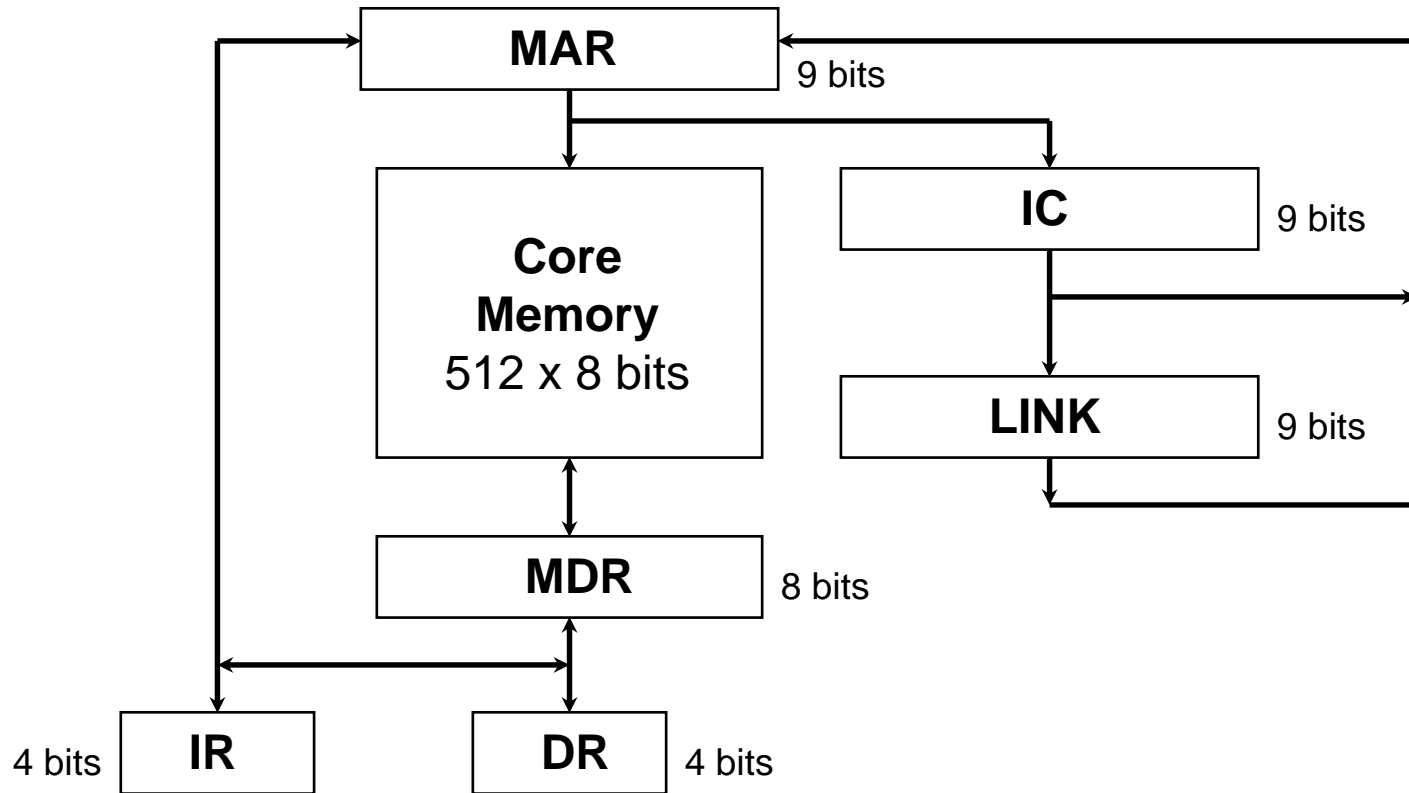 MAR
9 bits
Core
Memory
512 x 8 bits
IC
9 bits
LINK
9 bits
MDR
8 bits
4 bits
IR
DR
4 bits